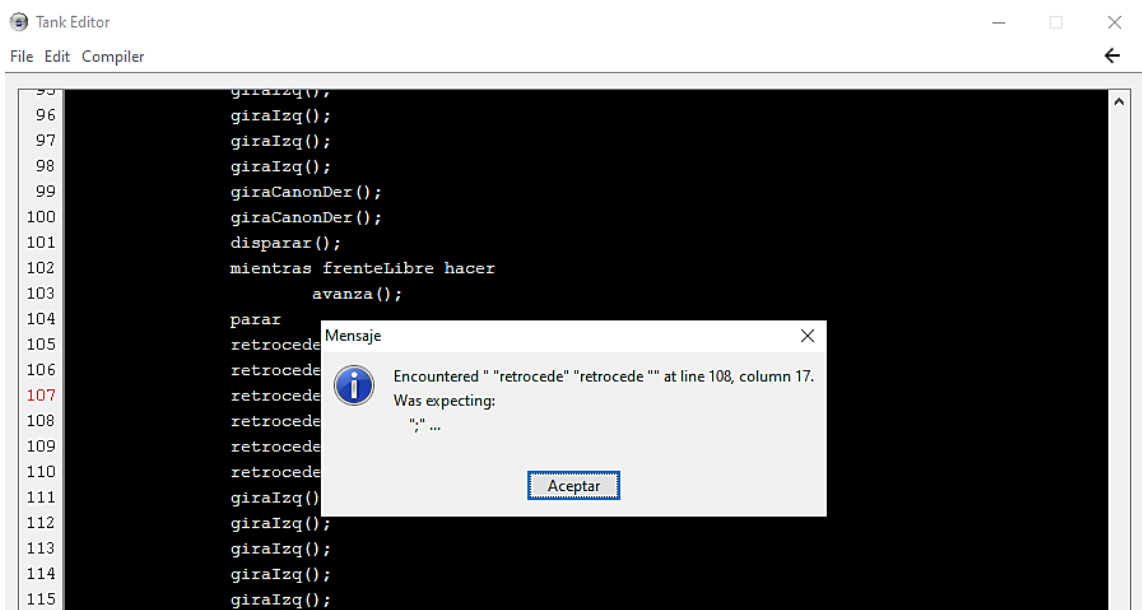 Tank Editor
File Edit Compiler
95 giraIzq();
96 giraIzq();
97 giraIzq();
98 giraIzq();
99 giraCanonDer();
100 giraCanonDer();
101 disparar();
102 mientras frenteLibre hacer
103 avanza();
104 parar
105 retrocede
106 retrocede
107 retrocede
108 retrocede
109 retrocede
110 retrocede
111 giraIzq()
112 giraIzq();
113 giraIzq();
114 giraIzq();
115 giraIzq();
Mensaje
Encountered " "retrocede" "retrocede "" at line 108, column 17.
Was expecting:
";" ...
Aceptar